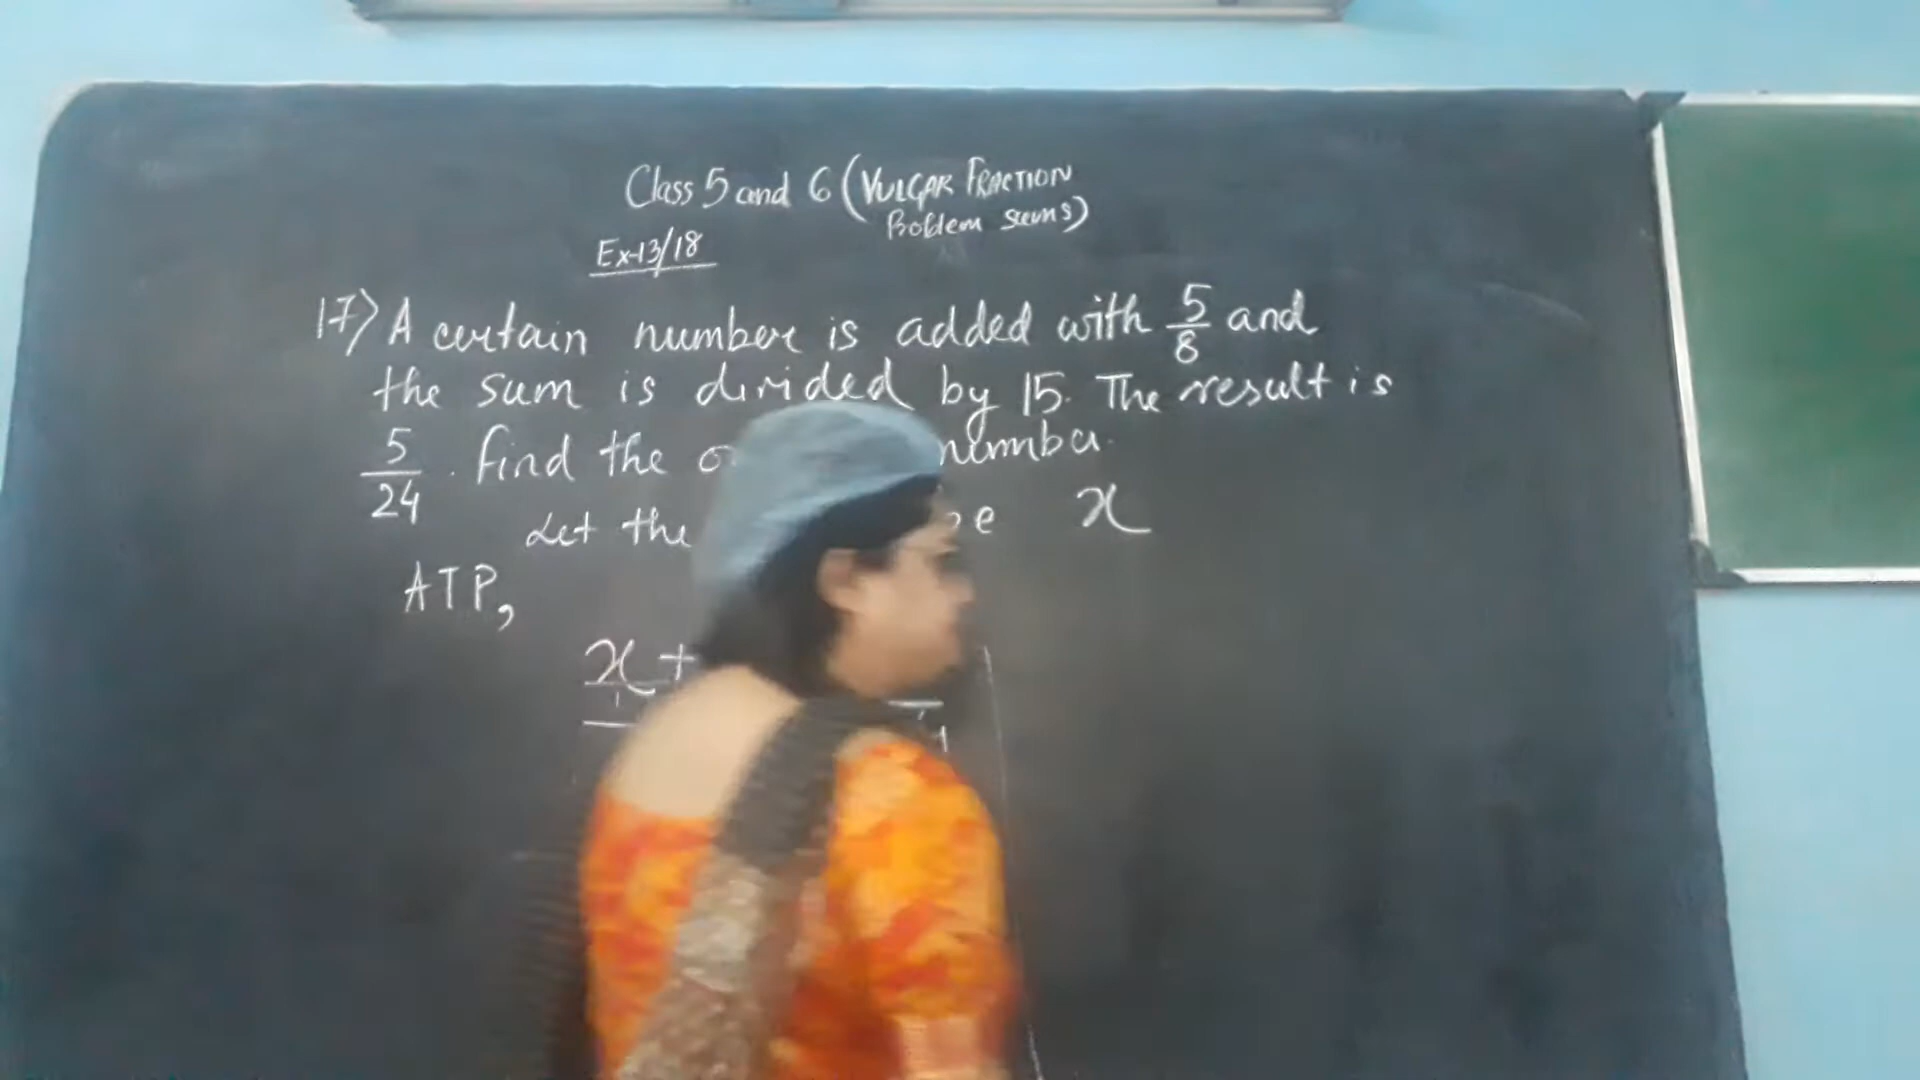 Class 5 and 6 (VULGAR FRACTION
Problem sums)
Ex-13/18
17) A certain number is added with 5/8 and
the sum is divided by 15. The result is
5/24. Find the number.
Let the x
ATP,
x +